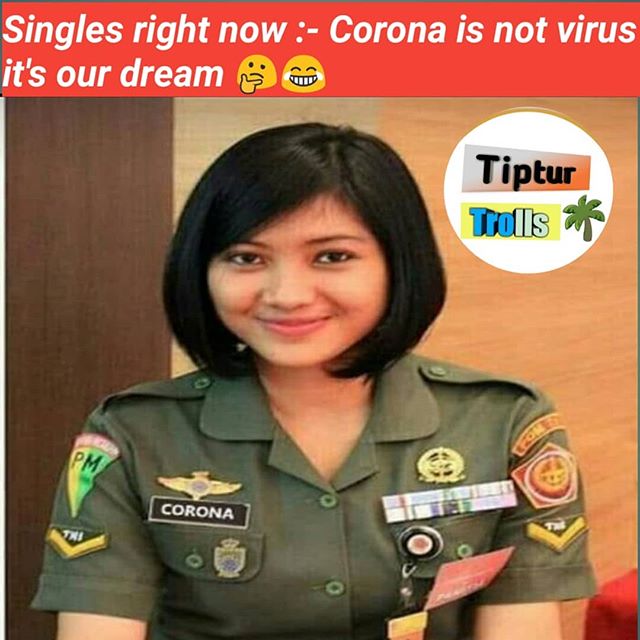 Singles right now :- Corona is not virus
it's our dream 🤔😂
Tiptur
Trolls
PM
CORONA
TNI
TNI